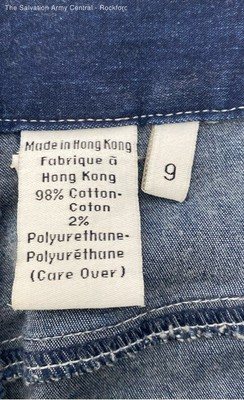 The Salvation Army Central - Rockforc
Made in Hong Kong
Fabrique à
Hong Kong
98% Cotton-
Coton
2%
Polyurethane-
Polyuréthane
(Care Over)
9